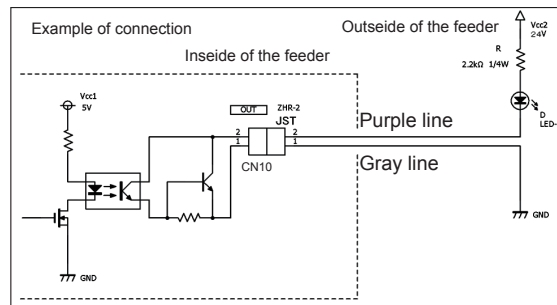 Example of connection
Outseide of the feeder
Inseide of the feeder
Vcc2
24V
R
2.2kΩ 1/4W
D
LED-
Vcc1
5V
OUT
ZHR-2
JST
2 2
1 1
CN10
Purple line
Gray line
GND
GND